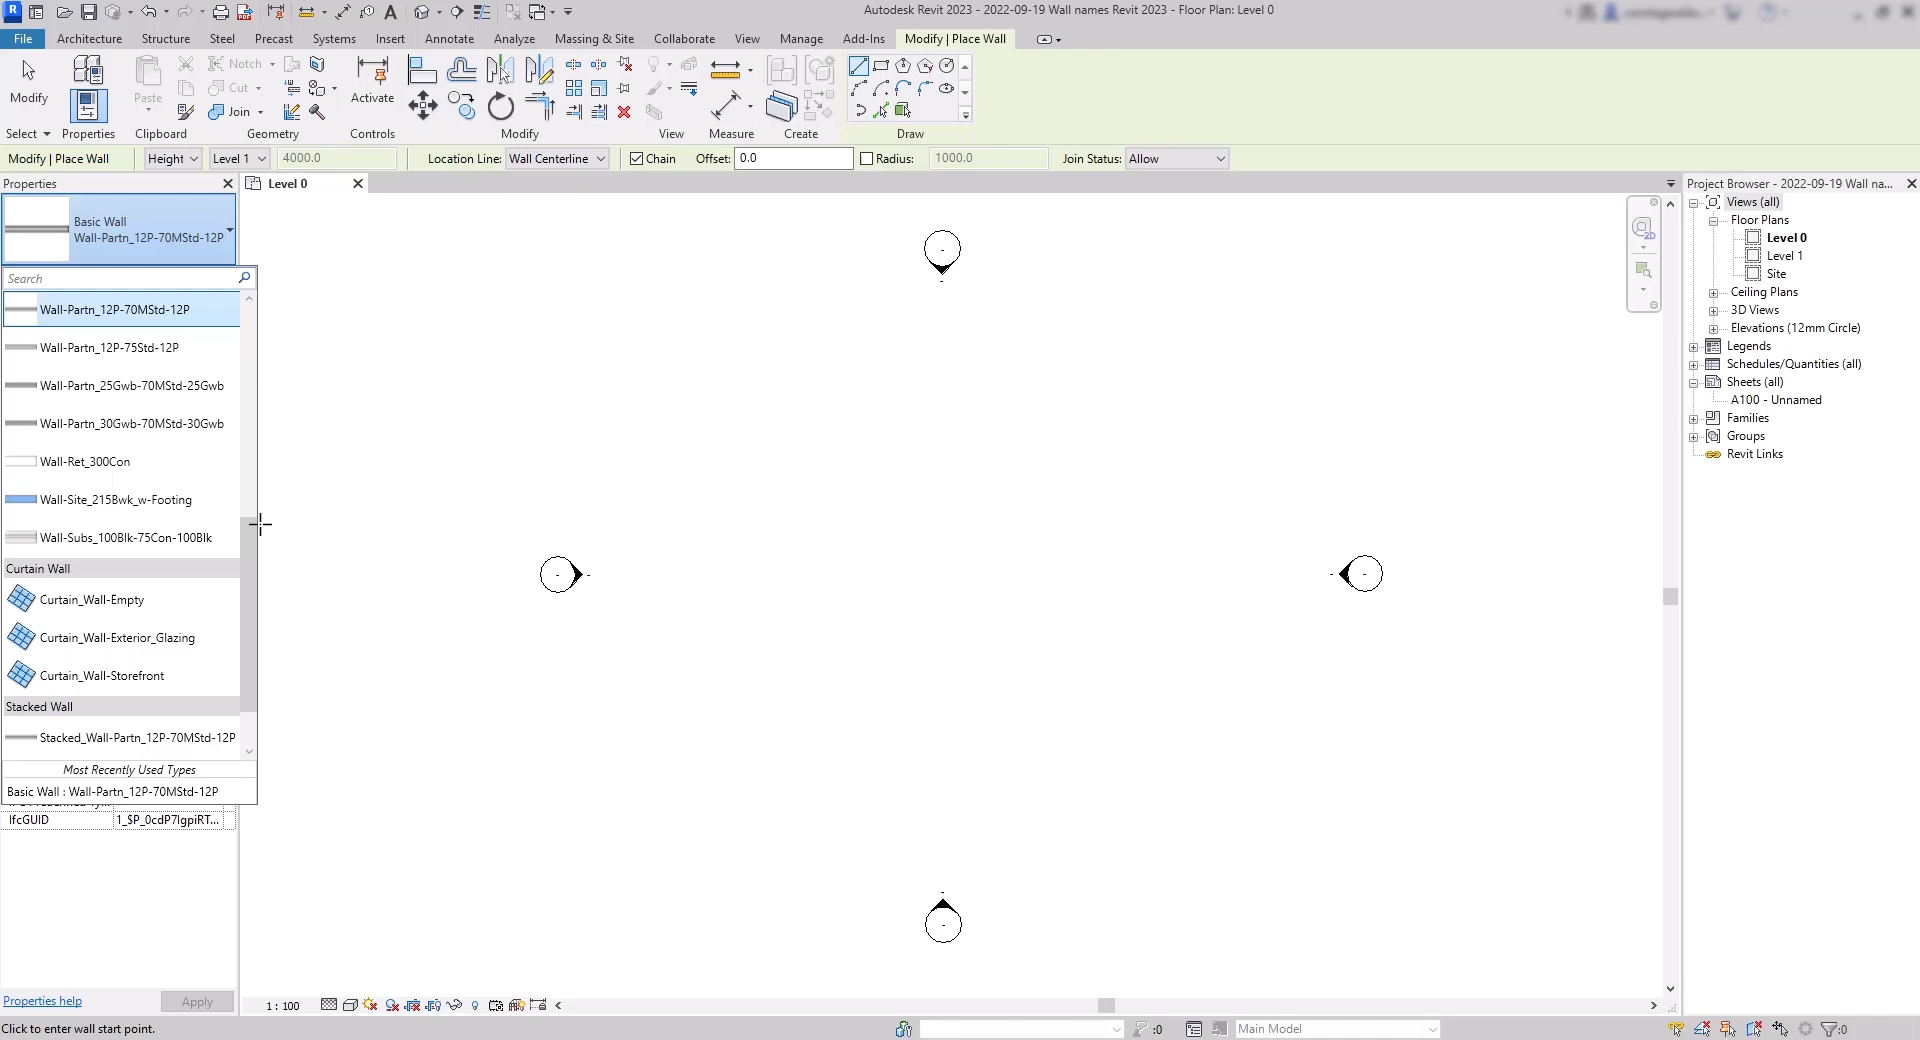 Autodesk Revit 2023 - 2022-09-19 Wall names Revit 2023 - Floor Plan: Level 0
File Architecture Structure Steel Precast Systems Insert Annotate Analyze Massing & Site Collaborate View Manage Add-Ins Modify | Place Wall
Modify
Paste
Notch
Cut
Join
Activate
Select Properties Clipboard Geometry Controls Modify View Measure Create Draw
Modify | Place Wall Height Level 1 4000.0 Location Line: Wall Centerline Chain Offset: 0.0 Radius: 1000.0 Join Status: Allow
Properties
Level 0
Basic Wall
Wall-Partn_12P-70MStd-12P
Search
Wall-Partn_12P-70MStd-12P
Wall-Partn_12P-75Std-12P
Wall-Partn_25Gwb-70MStd-25Gwb
Wall-Partn_30Gwb-70MStd-30Gwb
Wall-Ret_300Con
Wall-Site_215Bwk_w-Footing
Wall-Subs_100Blk-75Con-100Blk
Curtain Wall
Curtain_Wall-Empty
Curtain_Wall-Exterior_Glazing
Curtain_Wall-Storefront
Stacked Wall
Stacked_Wall-Partn_12P-70MStd-12P
Most Recently Used Types
Basic Wall : Wall-Partn_12P-70MStd-12P
IfcGUID 1_$P_0cdP7IgpiRT...
Properties help Apply
2D
Project Browser - 2022-09-19 Wall na...
Views (all)
Floor Plans
Level 0
Level 1
Site
Ceiling Plans
3D Views
Elevations (12mm Circle)
Legends
Schedules/Quantities (all)
Sheets (all)
A100 - Unnamed
Families
Groups
Revit Links
1 : 100
Click to enter wall start point.
:0
Main Model
:0